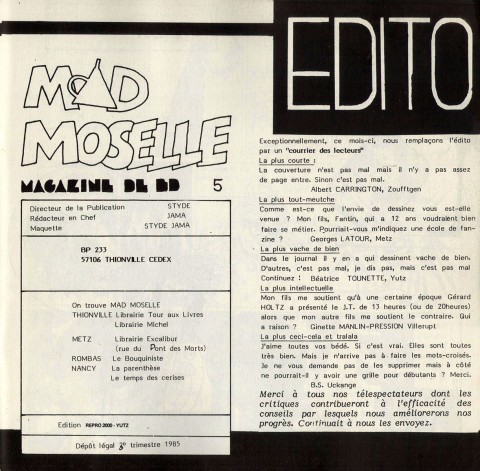 MAD
MOSELLE
MAGAZINE DE BD 5
Directeur de la Publication STYDE
Rédacteur en Chef JAMA
Maquette STYDE JAMA
BP 233
57106 THIONVILLE CEDEX
On trouve MAD MOSELLE
THIONVILLE Librairie Tour aux Livres
Librairie Michel
METZ Librairie Excalibur
(rue du Pont des Morts)
ROMBAS Le Bouquiniste
NANCY La parenthèse
Le temps des cerises
Edition REPRO 2000 - YUTZ
Dépôt légal 3e trimestre 1985
EDITO
Exceptionnellement, ce mois-ci, nous remplaçons l'édito
par un "courrier des lecteurs"
La plus courte :
La couverture n'est pas mal mais il n'y a pas assez
de page entre. Sinon c'est pas mal.
Albert CARRINGTON, Zoufftgen
La plus tout-meutche
Comme est-ce que l'envie de dessinez vous est-elle
venue ? Mon fils, Fantin, qui a 12 ans voudraient bien
faire se métier. Pourriait-vous m'indiquez une école de fan-
zine ? Georges LATOUR, Metz
La plus vache de bien
Dans le journal il y en a qui dessinent vache de bien.
D'autres, c'est pas mal, je dis pas, mais c'est pas mal
Continuez ! Béatrice TOUNETTE, Yutz
La plus intellectuelle
Mon fils me soutient qu'à une certaine époque Gérard
HOLTZ a présenté le J.T. de 13 heures (ou de 20heures)
alors que mon autre fils me soutient le contraire. Qui
a raison ? Ginette MANLIN-PRESSION Villerupt
La plus ceci-cela et tralala
J'aime toutes vos bédé. Si c'est vrai. Elles sont toutes
très bien. Mais je n'arrive pas à faire les mots-croisés.
Je ne vous demande pas de les supprimer mais à côté
ne pourrait-il y avoir une grille pour débutants ? Merci.
B.S. Uckange
Merci à tous nos télespectateurs dont les
critiques contribueront à l'efficacité des
conseils par lesquels nous améliorerons nos
progrès. Continuait à nous les envoyez.